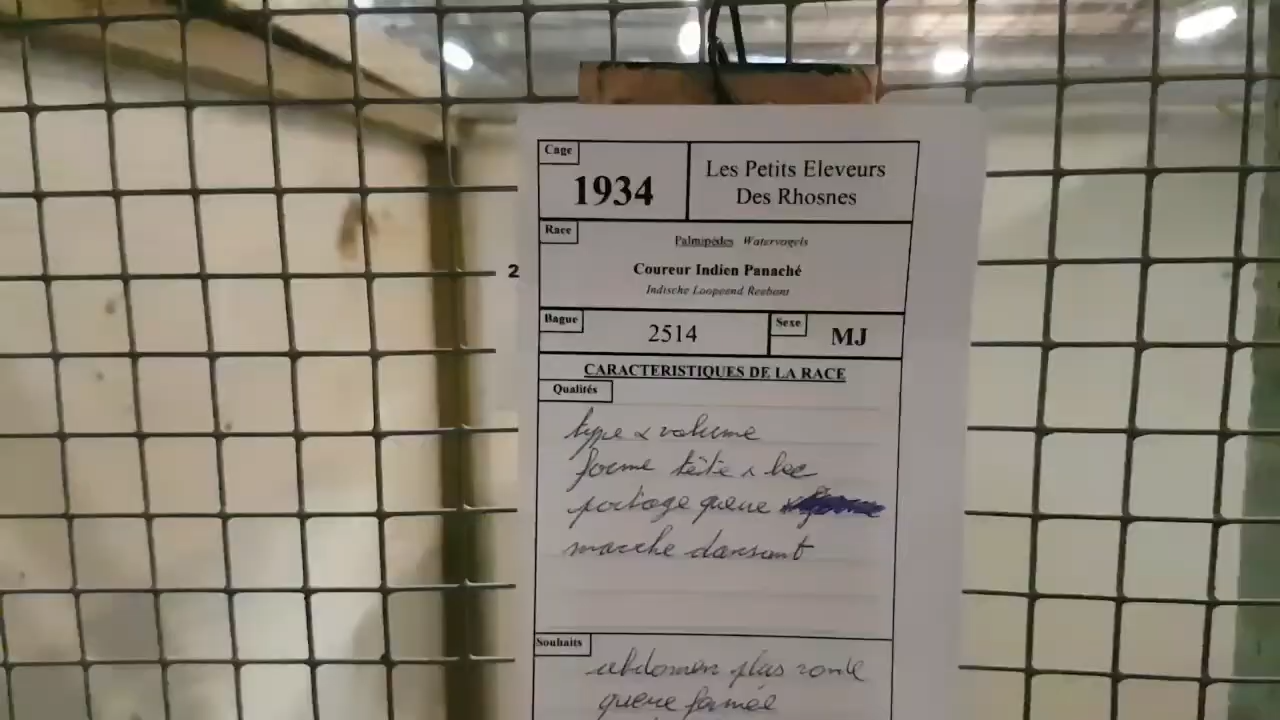 Cage
1934
Les Petits Eleveurs
Des Rhosnes
Race
Palmipèdes Watervogels
2
Coureur Indien Panaché
Indische Loopeend Reebont
Bague
2514
Sexe
MJ
CARACTERISTIQUES DE LA RACE
Qualités
type & volume
forme tête & bec
portage queue
marche dansant
Souhaits
abdomen plus ronde
queue fermée